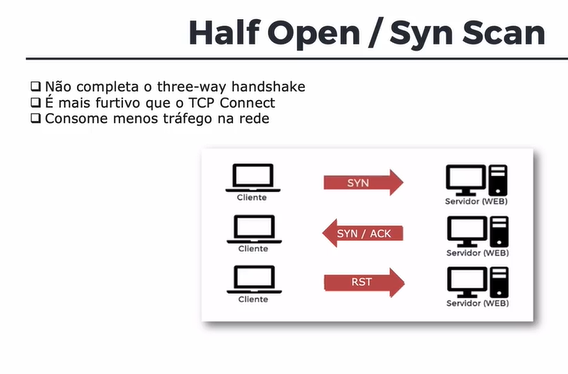 Half Open / Syn Scan
❑ Não completa o three-way handshake
❑ É mais furtivo que o TCP Connect
❑ Consome menos tráfego na rede
SYN
Cliente
Servidor (WEB)
SYN / ACK
Cliente
Servidor (WEB)
RST
Cliente
Servidor (WEB)